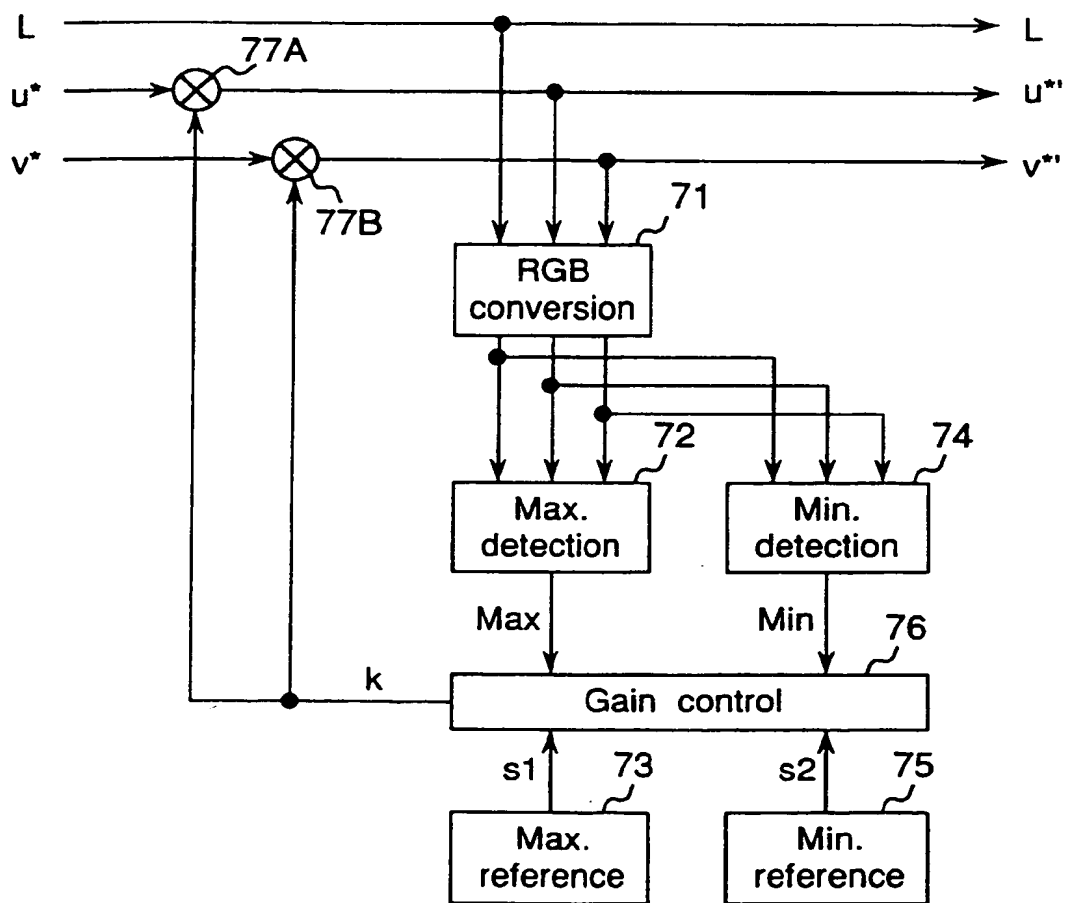 L
77A
L
u*
u*'
v*
v*'
77B
71
RGB
conversion
72
74
Max.
detection
Min.
detection
Max
Min
76
k
Gain control
s1
73
s2
75
Max.
reference
Min.
reference